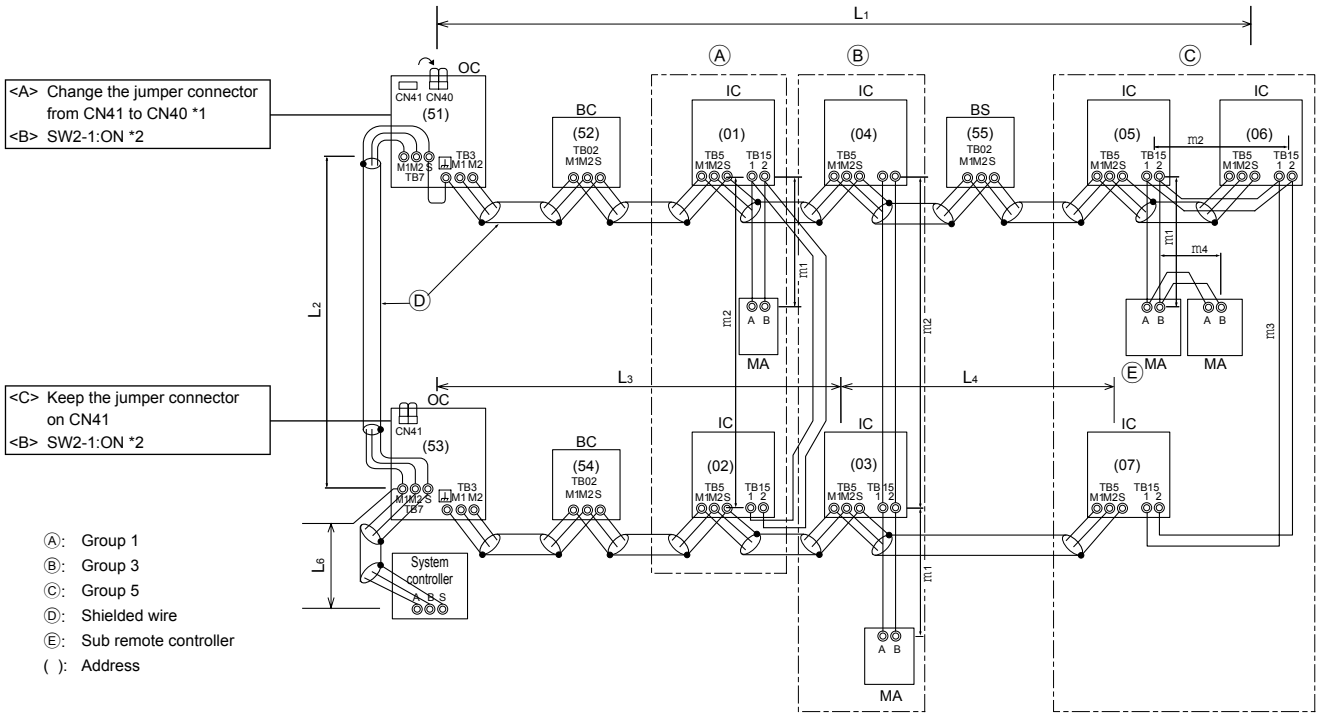 L1
<A> Change the jumper connector
from CN41 to CN40 *1
<B> SW2-1:ON *2
OC
CN41 CN40
(51)
M1M2 S
TB7
TB3
M1 M2
BC
(52)
TB02
M1M2S
Ⓐ
IC
(01)
TB5
M1M2S
TB15
1 2
Ⓑ
IC
(04)
TB5
M1M2S
BS
(55)
TB02
M1M2S
Ⓒ
IC
(05)
TB5
M1M2S
TB15
1 2
m2
IC
(06)
TB5
M1M2S
TB15
1 2
L2
Ⓓ
m2
m1
A B
MA
m2
m1
m4
A B
MA
A B
MA
Ⓔ
m3
L3
L4
<C> Keep the jumper connector
on CN41
<B> SW2-1:ON *2
OC
CN41
(53)
M1M2 S
TB7
TB3
M1 M2
BC
(54)
TB02
M1M2S
IC
(02)
TB5
M1M2S
TB15
1 2
IC
(03)
TB5
M1M2S
TB15
1 2
IC
(07)
TB5
M1M2S
TB15
1 2
m1
A B
MA
L6
System
controller
A B S
Ⓐ: Group 1
Ⓑ: Group 3
Ⓒ: Group 5
Ⓓ: Shielded wire
Ⓔ: Sub remote controller
( ): Address